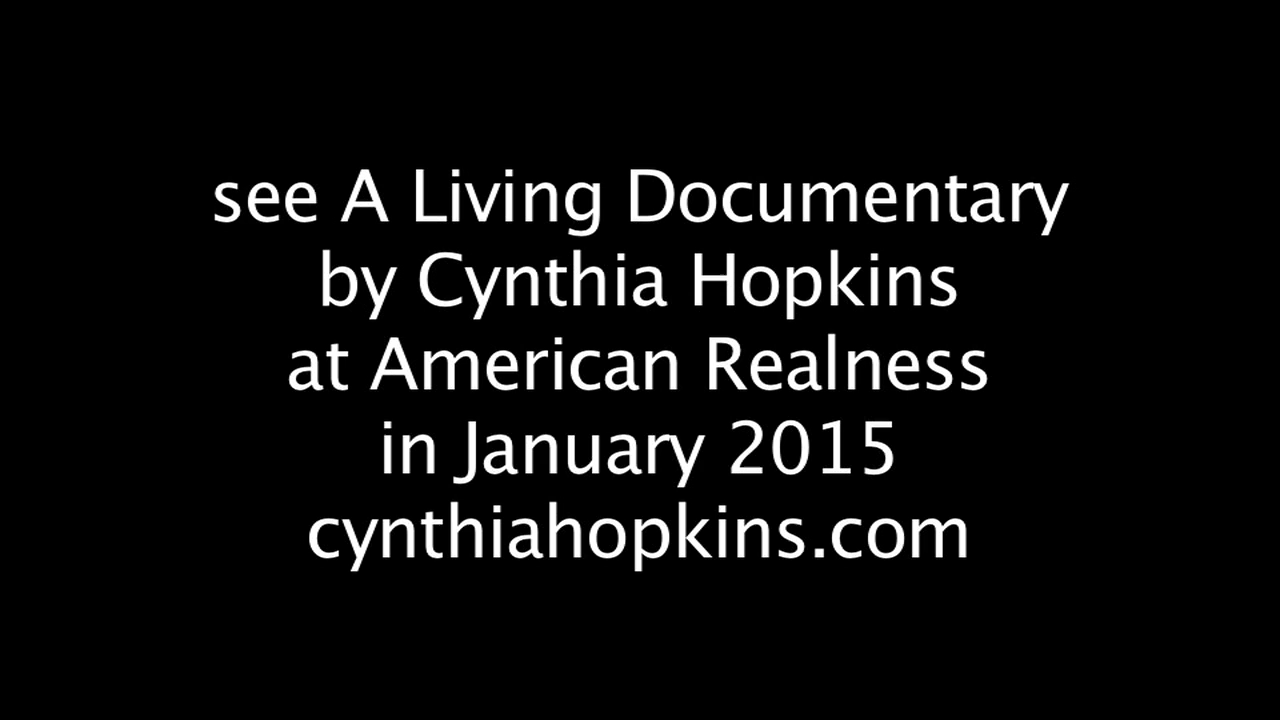 see A Living Documentary
by Cynthia Hopkins
at American Realness
in January 2015
cynthiahopkins.com